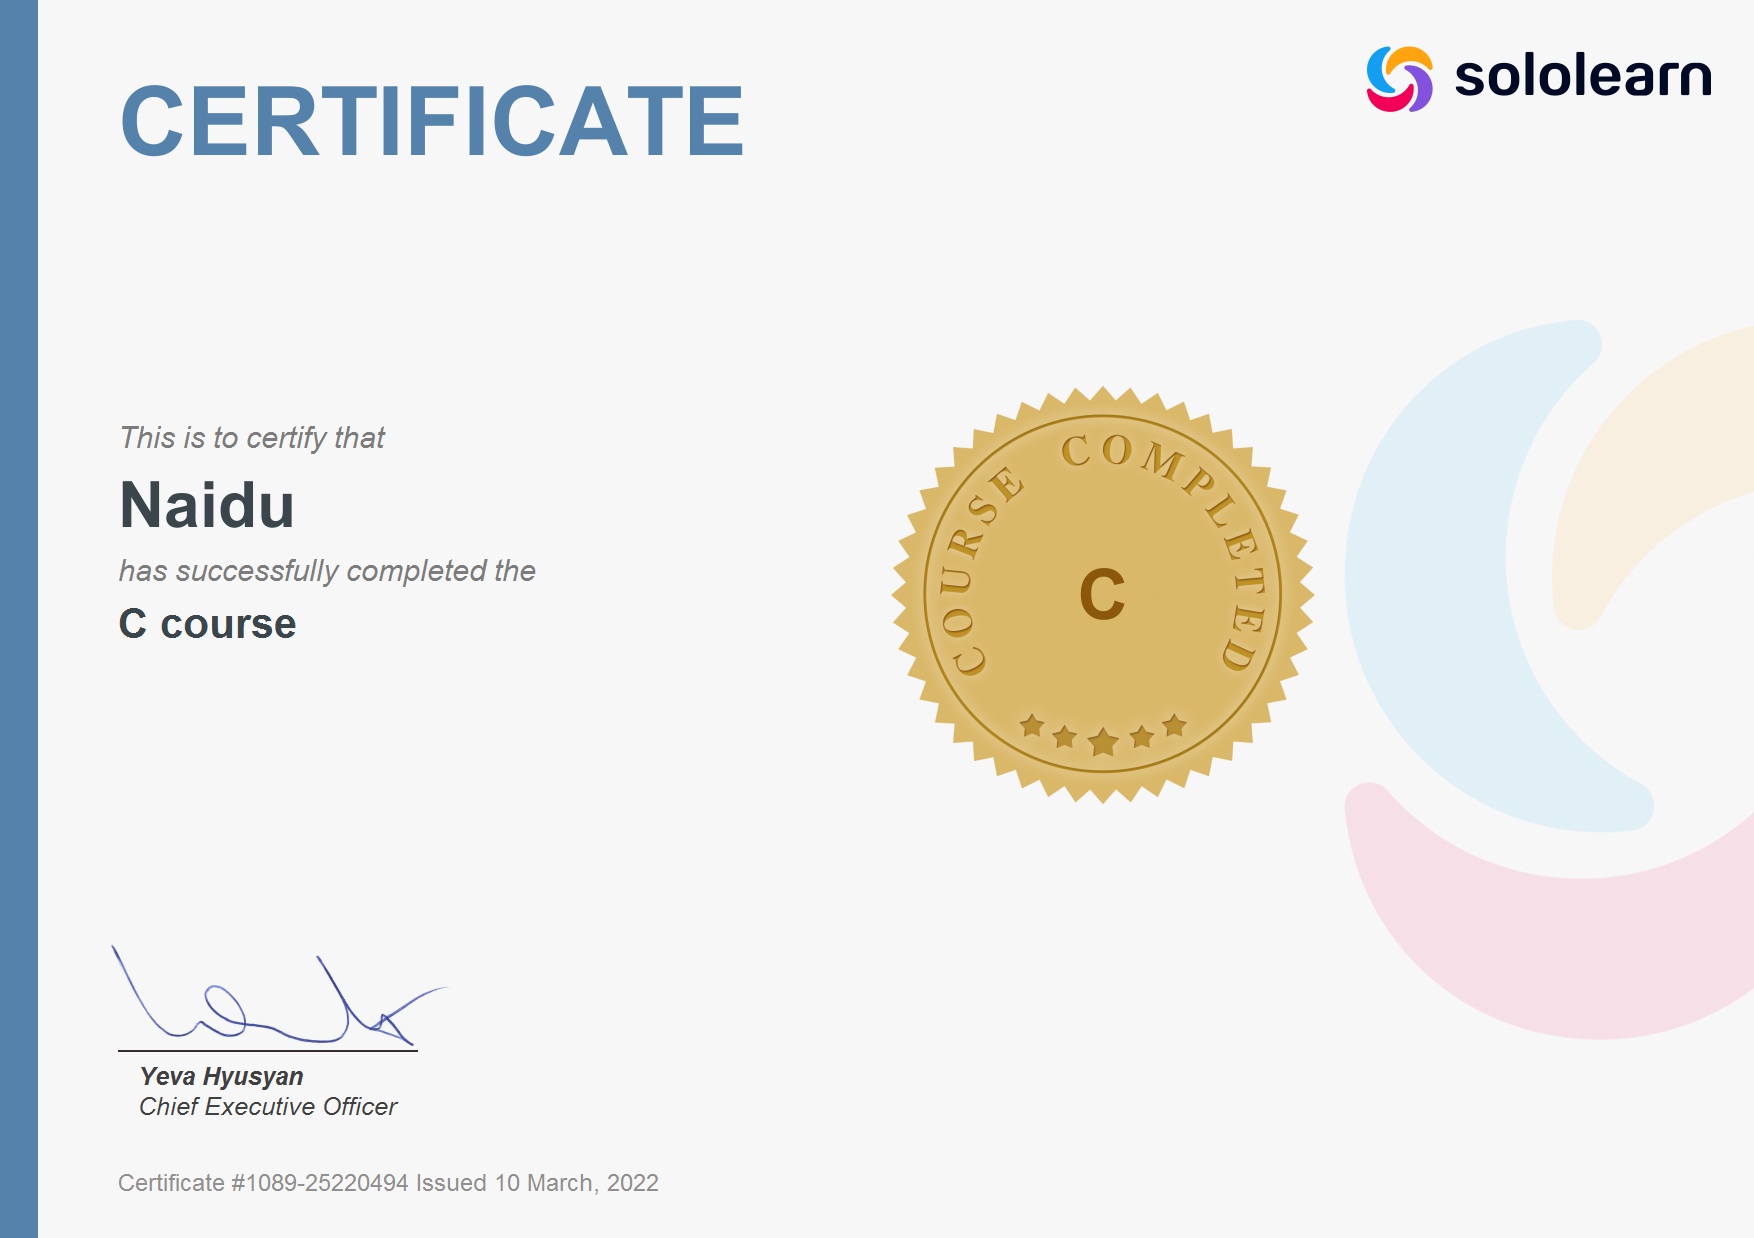 CERTIFICATE
sololearn
This is to certify that
Naidu
has successfully completed the
C course
COURSE COMPLETED
C
Yeva Hyusyan
Chief Executive Officer
Certificate #1089-25220494 Issued 10 March, 2022